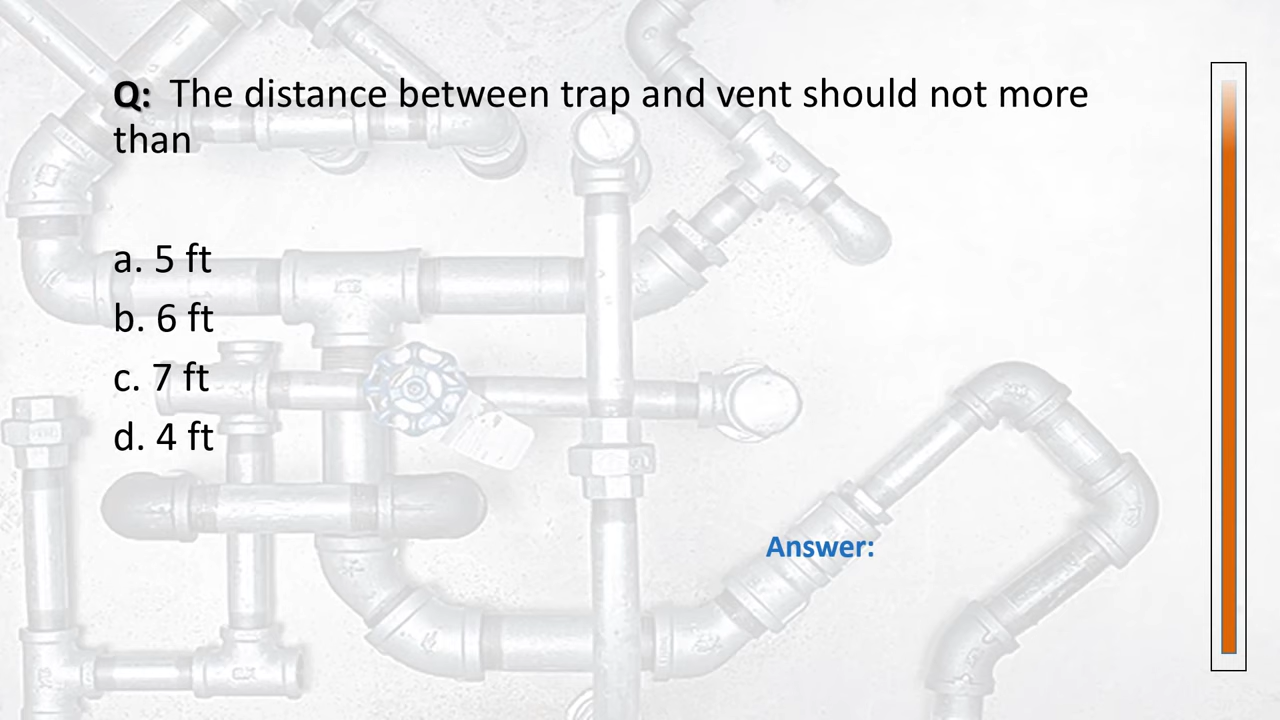 Q: The distance between trap and vent should not more
than
a. 5 ft
b. 6 ft
c. 7 ft
d. 4 ft
Answer: